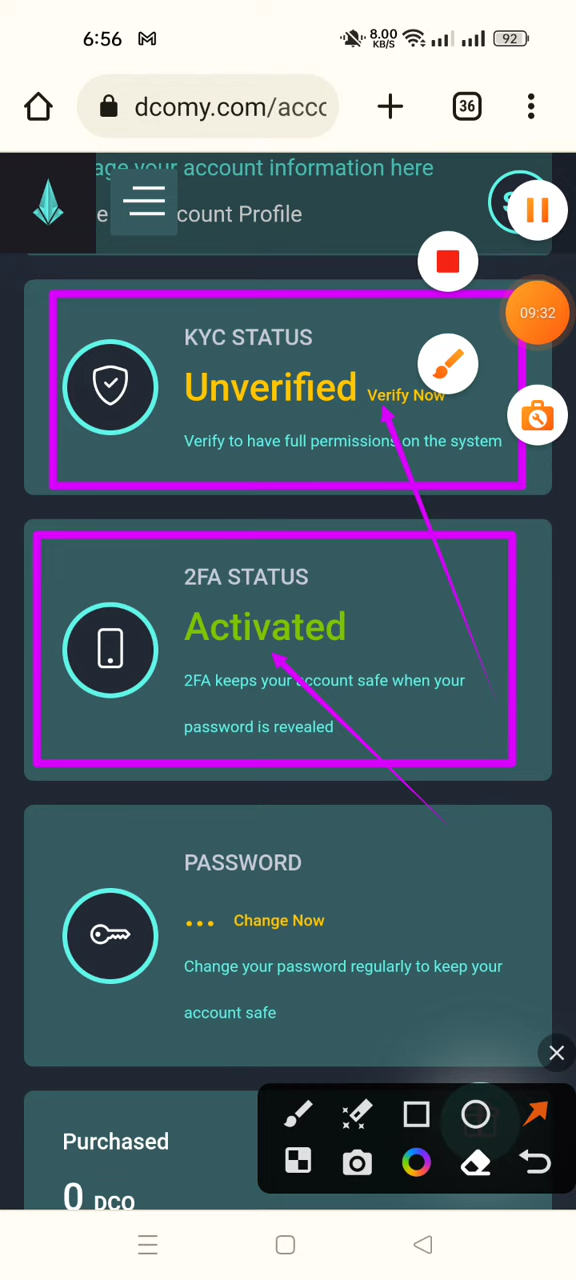 6:56
8.00
KB/S
92
dcomy.com/acco
36
age your account information here
e
count Profile
09:32
KYC STATUS
Unverified Verify Now
Verify to have full permissions on the system
2FA STATUS
Activated
2FA keeps your account safe when your
password is revealed
PASSWORD
... Change Now
Change your password regularly to keep your
account safe
Purchased
0 DCO